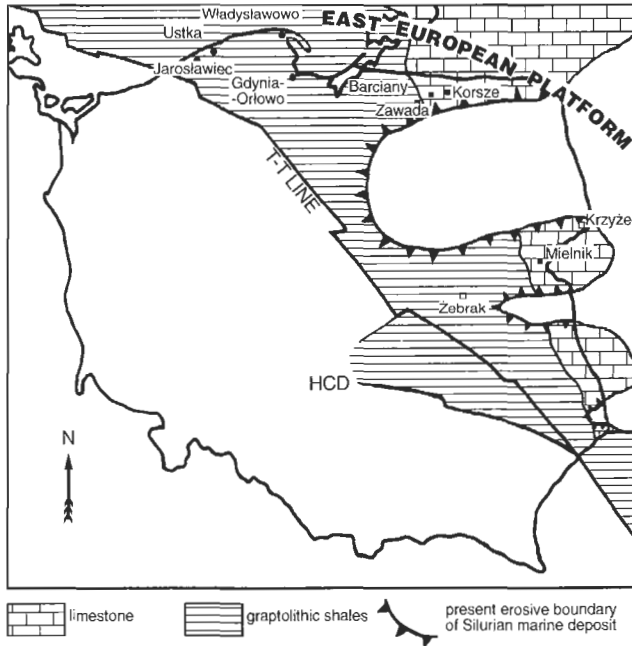 Władysławowo
EAST EUROPEAN PLATFORM
Ustka
Jarosławiec
Gdynia-
-Orłowo
Barciany
Korsze
Zawada
T-T LINE
Krzyże
Mielnik
Żebrak
HCD
N
limestone
graptolithic shales
present erosive boundary
of Silurian marine deposit